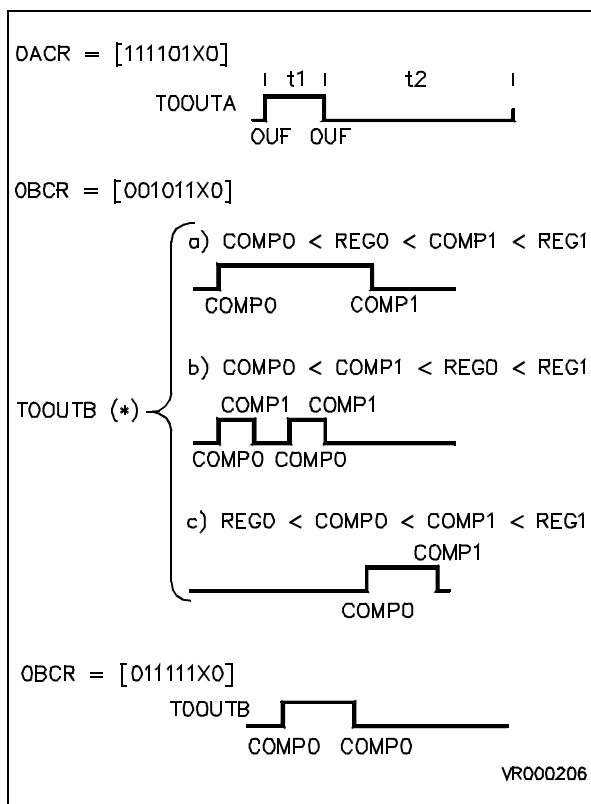 OACR = [111101X0]
t1 t2
T0OUTA
OUF OUF
OBCR = [001011X0]
a) COMP0 < REG0 < COMP1 < REG1
COMP0 COMP1
b) COMP0 < COMP1 < REG0 < REG1
T0OUTB (*)
COMP1 COMP1
COMP0 COMP0
c) REG0 < COMP0 < COMP1 < REG1
COMP1
COMP0
OBCR = [011111X0]
T0OUTB
COMP0 COMP0
VR000206